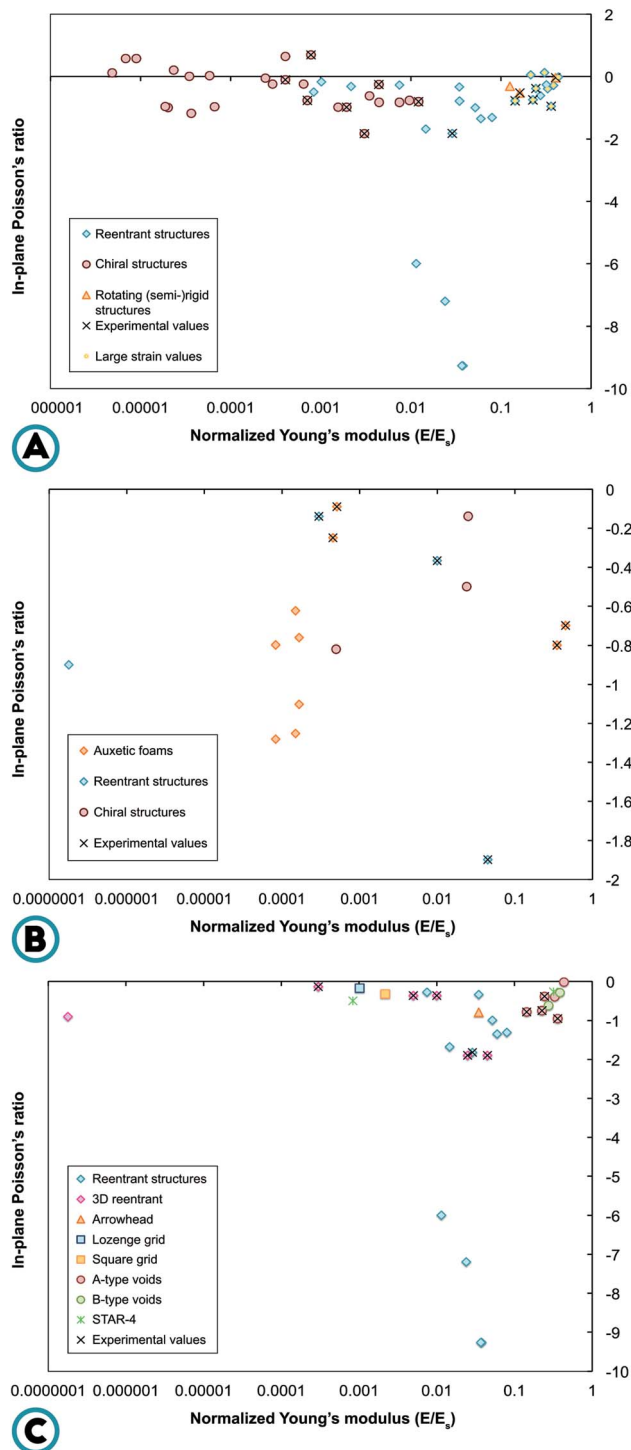 2
0
-2
-4
-6
-8
-10
In-plane Poisson's ratio
Reentrant structures
Chiral structures
Rotating (semi-)rigid
structures
Experimental values
Large strain values
000001 0.00001 0.0001 0.001 0.01 0.1 1
Normalized Young's modulus (E/Es)
A
0
-0.2
-0.4
-0.6
-0.8
-1
-1.2
-1.4
-1.6
-1.8
-2
In-plane Poisson's ratio
Auxetic foams
Reentrant structures
Chiral structures
Experimental values
0.0000001 0.000001 0.00001 0.0001 0.001 0.01 0.1 1
Normalized Young's modulus (E/Es)
B
0
-1
-2
-3
-4
-5
-6
-7
-8
-9
-10
In-plane Poisson's ratio
Reentrant structures
3D reentrant
Arrowhead
Lozenge grid
Square grid
A-type voids
B-type voids
STAR-4
Experimental values
0.0000001 0.000001 0.00001 0.0001 0.001 0.01 0.1 1
Normalized Young's modulus (E/Es)
C